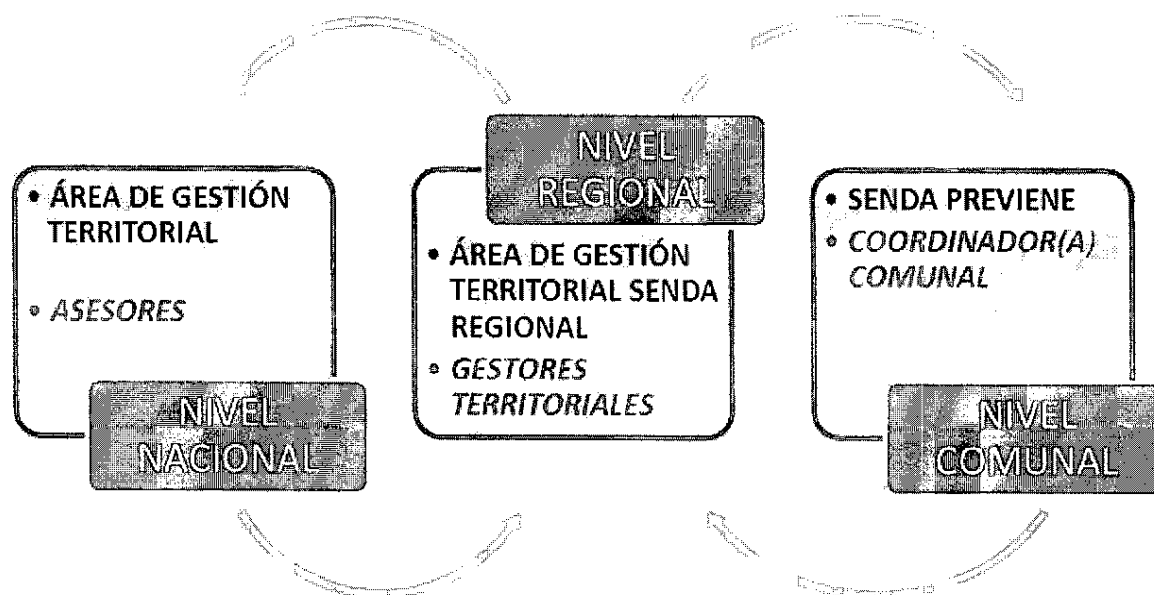 • ÁREA DE GESTIÓN
TERRITORIAL
• ASESORES
NIVEL
NACIONAL
NIVEL
REGIONAL
• ÁREA DE GESTIÓN
TERRITORIAL SENDA
REGIONAL
• GESTORES
TERRITORIALES
• SENDA PREVIENE
• COORDINADOR(A)
COMUNAL
NIVEL
COMUNAL